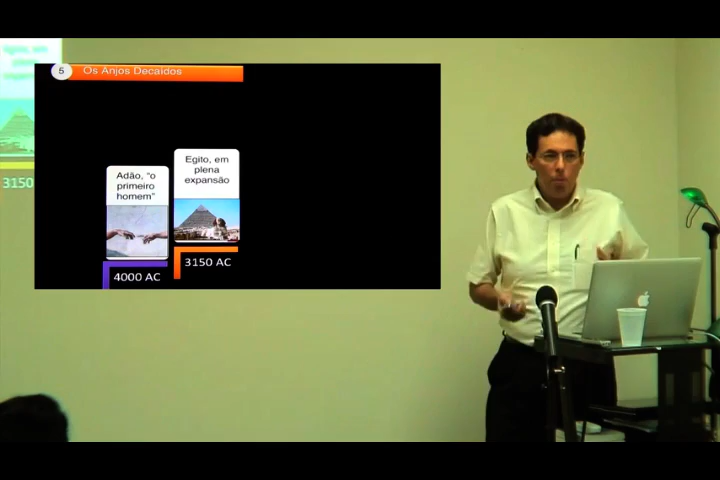 5 Os Anjos Decaídos
Adão, “o
primeiro
homem”
4000 AC
Egito, em
plena
expansão
3150 AC
3150